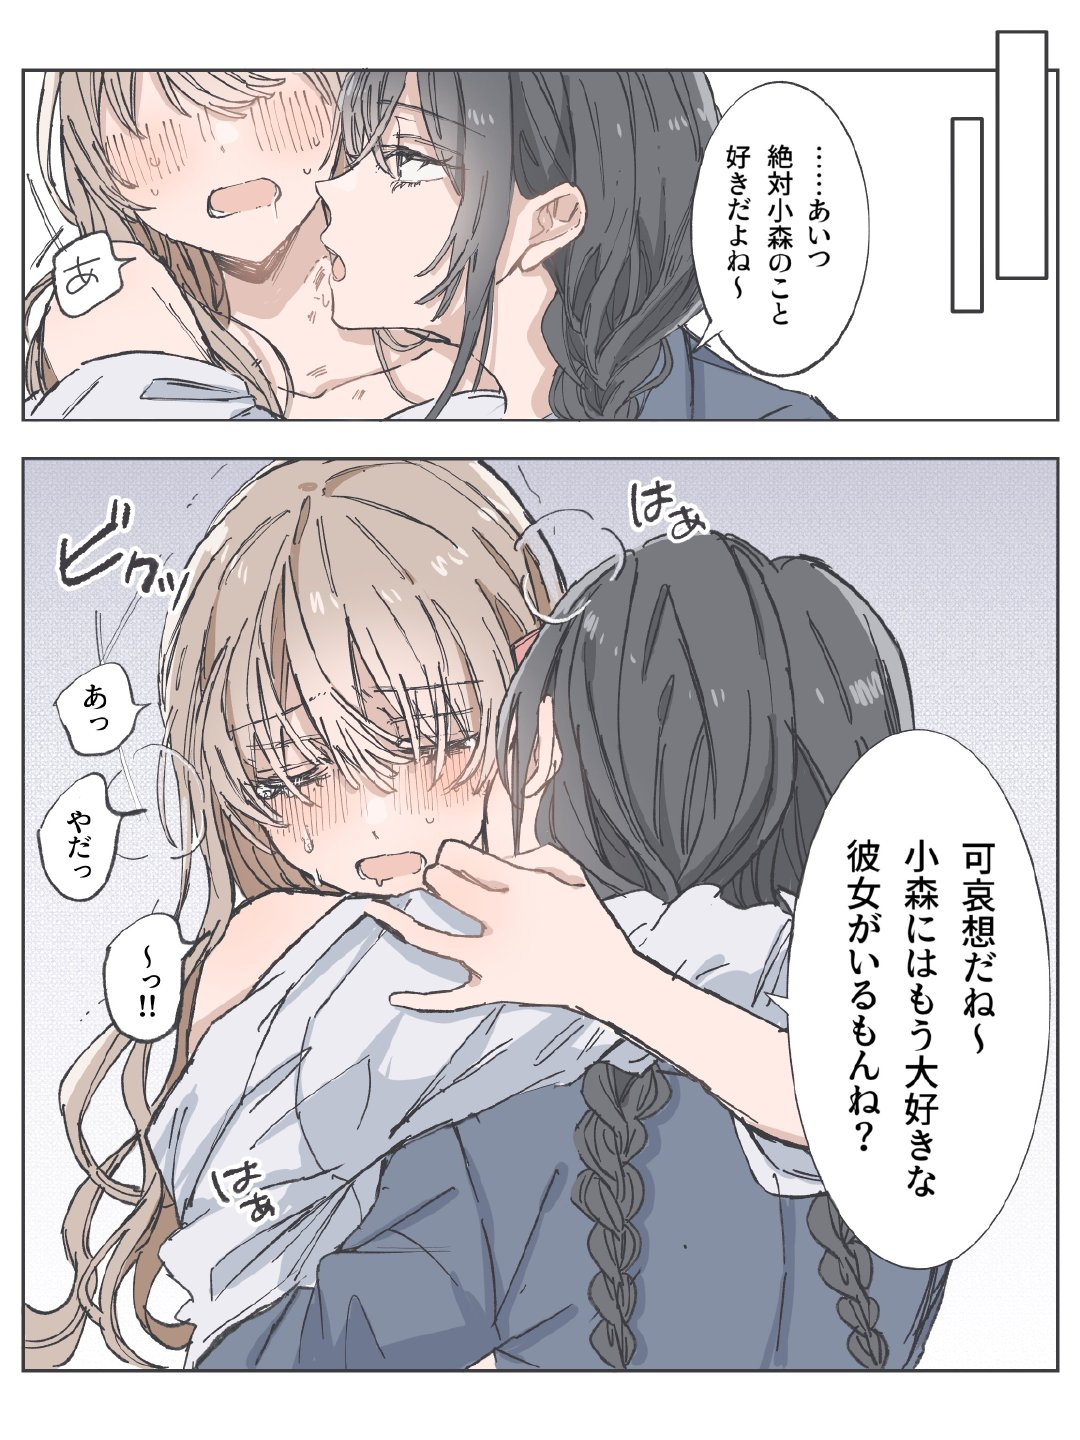 ……あいつ
絶対小森のこと
好きだよね～
あ
はぁ
ビクッ
あっ
やだっ
～っ!!
可哀想だね～
小森にはもう大好きな
彼女がいるもんね？
はぁ